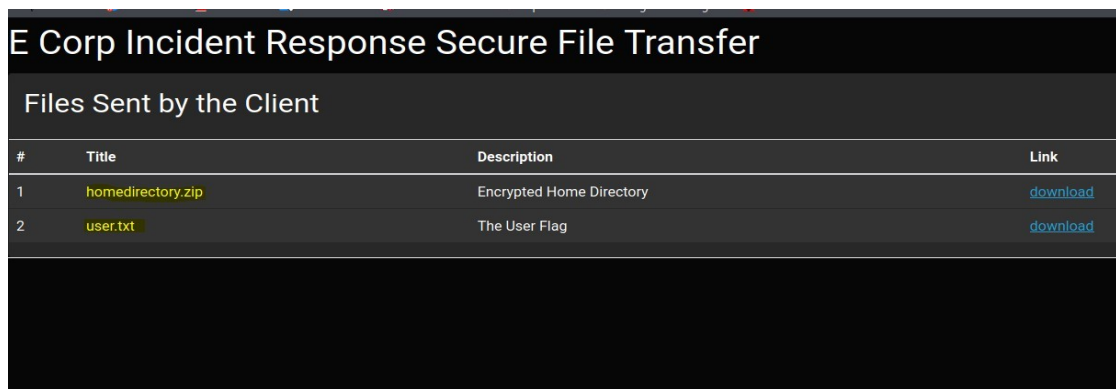 E Corp Incident Response Secure File Transfer
Files Sent by the Client
# Title Description Link
1 homedirectory.zip Encrypted Home Directory download
2 user.txt The User Flag download